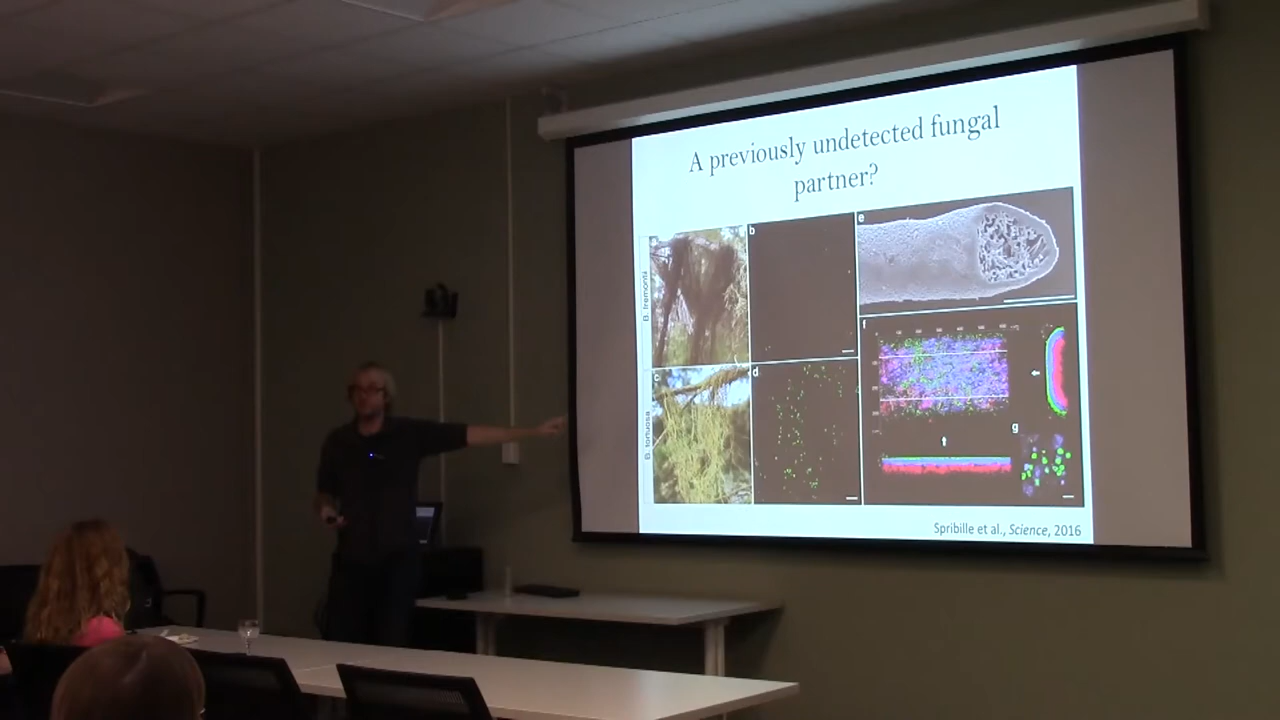 A previously undetected fungal
partner?
b
e
B. fremontii
c
d
f
g
B. tortuosa
Spribille et al., Science, 2016